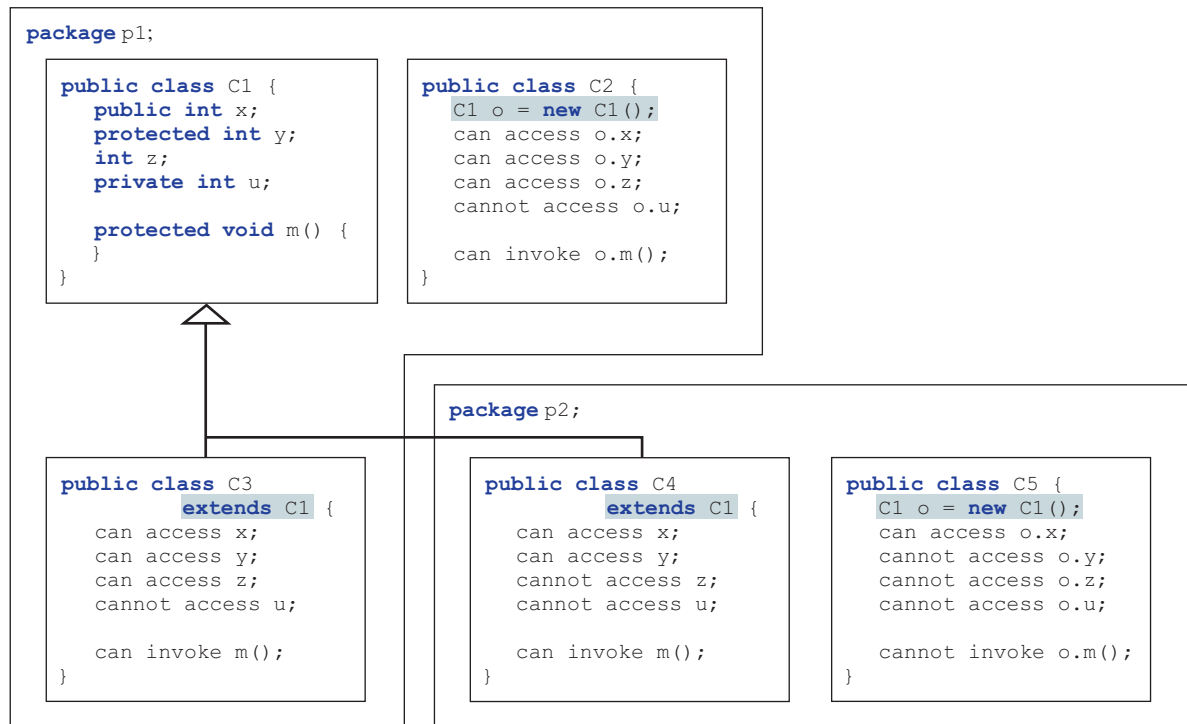 package p1;
public class C1 {
public int x;
protected int y;
int z;
private int u;
protected void m() {
}
}
public class C2 {
C1 o = new C1();
can access o.x;
can access o.y;
can access o.z;
cannot access o.u;
can invoke o.m();
}
public class C3
extends C1 {
can access x;
can access y;
can access z;
cannot access u;
can invoke m();
}
package p2;
public class C4
extends C1 {
can access x;
can access y;
cannot access z;
cannot access u;
can invoke m();
}
public class C5 {
C1 o = new C1();
can access o.x;
cannot access o.y;
cannot access o.z;
cannot access o.u;
cannot invoke o.m();
}